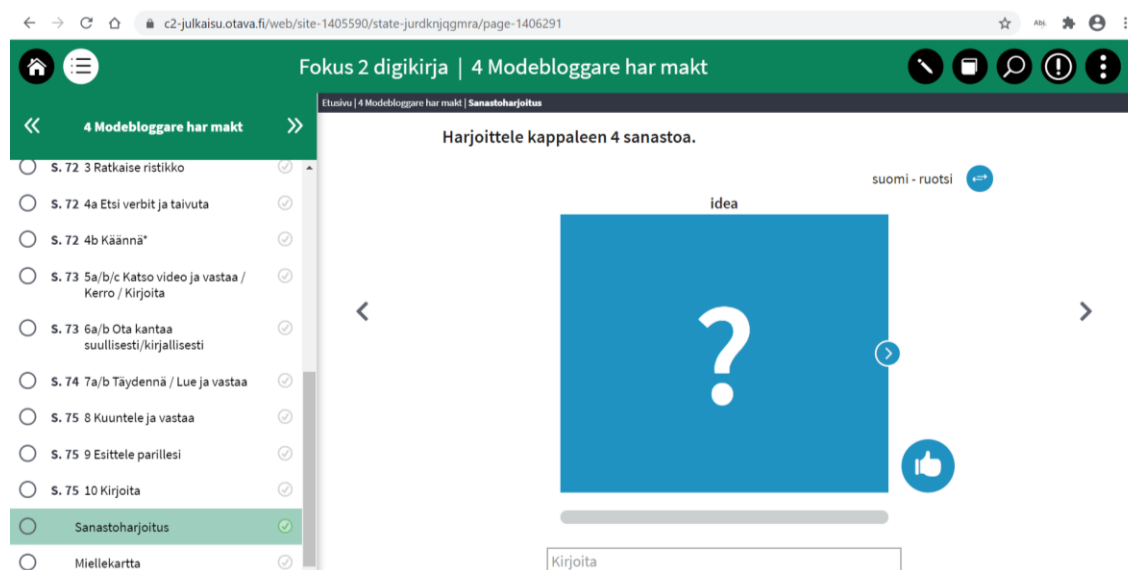 c2-julkaisu.otava.fi/web/site-1405590/state-jurdknjqgmra/page-1406291
Fokus 2 digikirja | 4 Modebloggare har makt
Etusivu | 4 Modebloggare har makt | Sanastoharjoitus
4 Modebloggare har makt
S. 72 3 Ratkaise ristikko
S. 72 4a Etsi verbit ja taivuta
S. 72 4b Käännä*
S. 73 5a/b/c Katso video ja vastaa /
Kerro / Kirjoita
S. 73 6a/b Ota kantaa
suullisesti/kirjallisesti
S. 74 7a/b Täydennä / Lue ja vastaa
S. 75 8 Kuuntele ja vastaa
S. 75 9 Esittele parillesi
S. 75 10 Kirjoita
Sanastoharjoitus
Miellekartta
Harjoittele kappaleen 4 sanastoa.
suomi - ruotsi
idea
?
Kirjoita